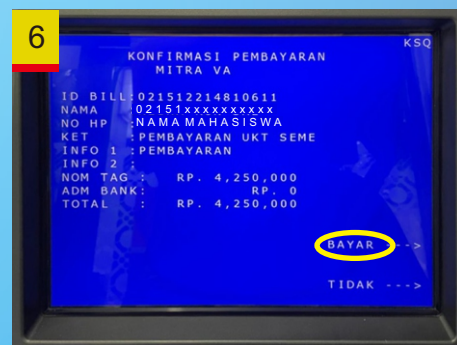 6
KSQ
KONFIRMASI PEMBAYARAN
MITRA VA
ID BILL:021512214810611
NAMA :02151xxxxxxxxxx
NO HP :NAMA MAHASISWA
KET :PEMBAYARAN UKT SEME
INFO 1 :PEMBAYARAN
INFO 2 :
NOM TAG : RP. 4,250,000
ADM BANK: RP. 0
TOTAL : RP. 4,250,000
BAYAR --->
TIDAK --->